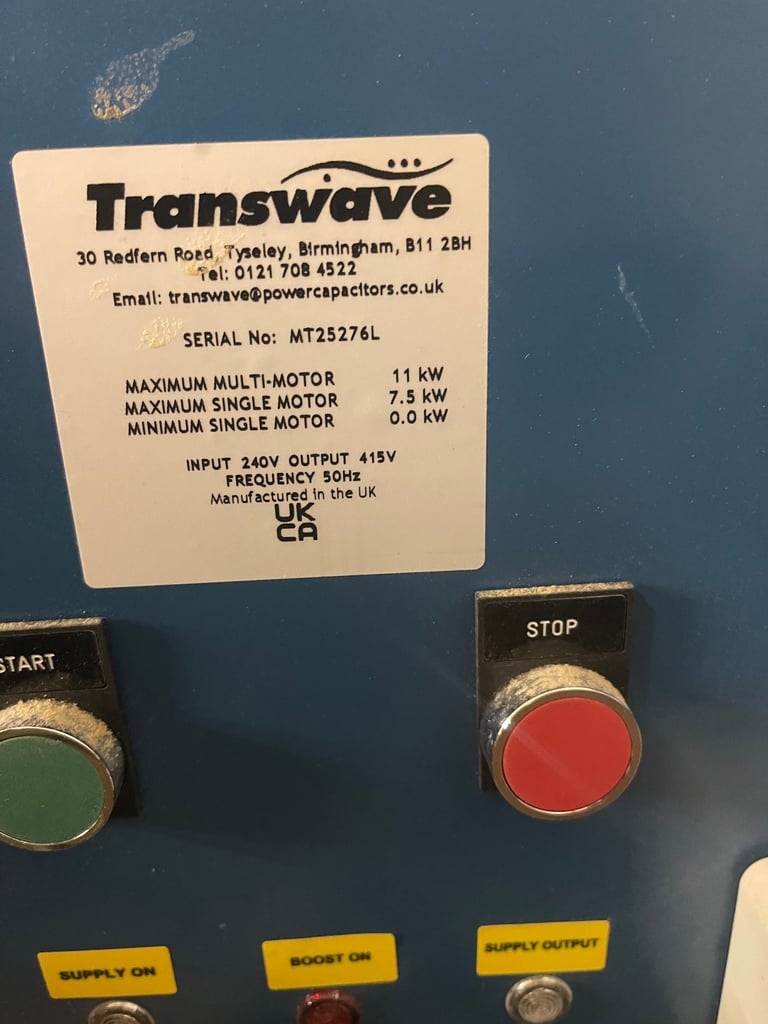 Transwave
30 Redfern Road, Tyseley, Birmingham, B11 2BH
Tel: 0121 708 4522
Email: transwave@powercapacitors.co.uk
SERIAL No: MT25276L
MAXIMUM MULTI-MOTOR 11 kW
MAXIMUM SINGLE MOTOR 7.5 kW
MINIMUM SINGLE MOTOR 0.0 kW
INPUT 240V OUTPUT 415V
FREQUENCY 50Hz
Manufactured in the UK
UK
CA
START
STOP
SUPPLY ON
BOOST ON
SUPPLY OUTPUT